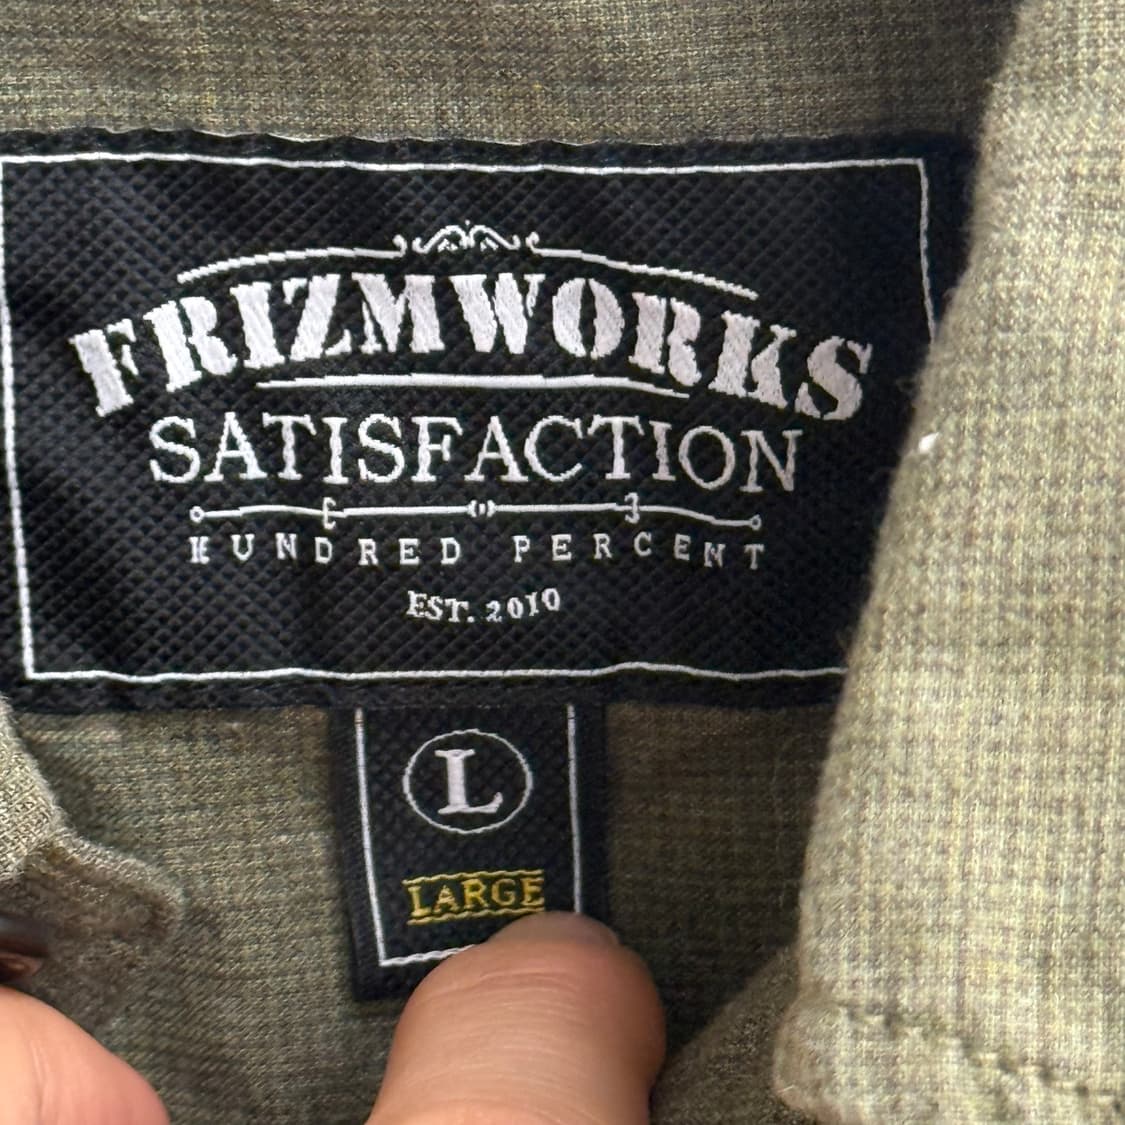 FRIZMWORKS
SATISFACTION
HUNDRED PERCENT
EST. 2010
L
LARGE